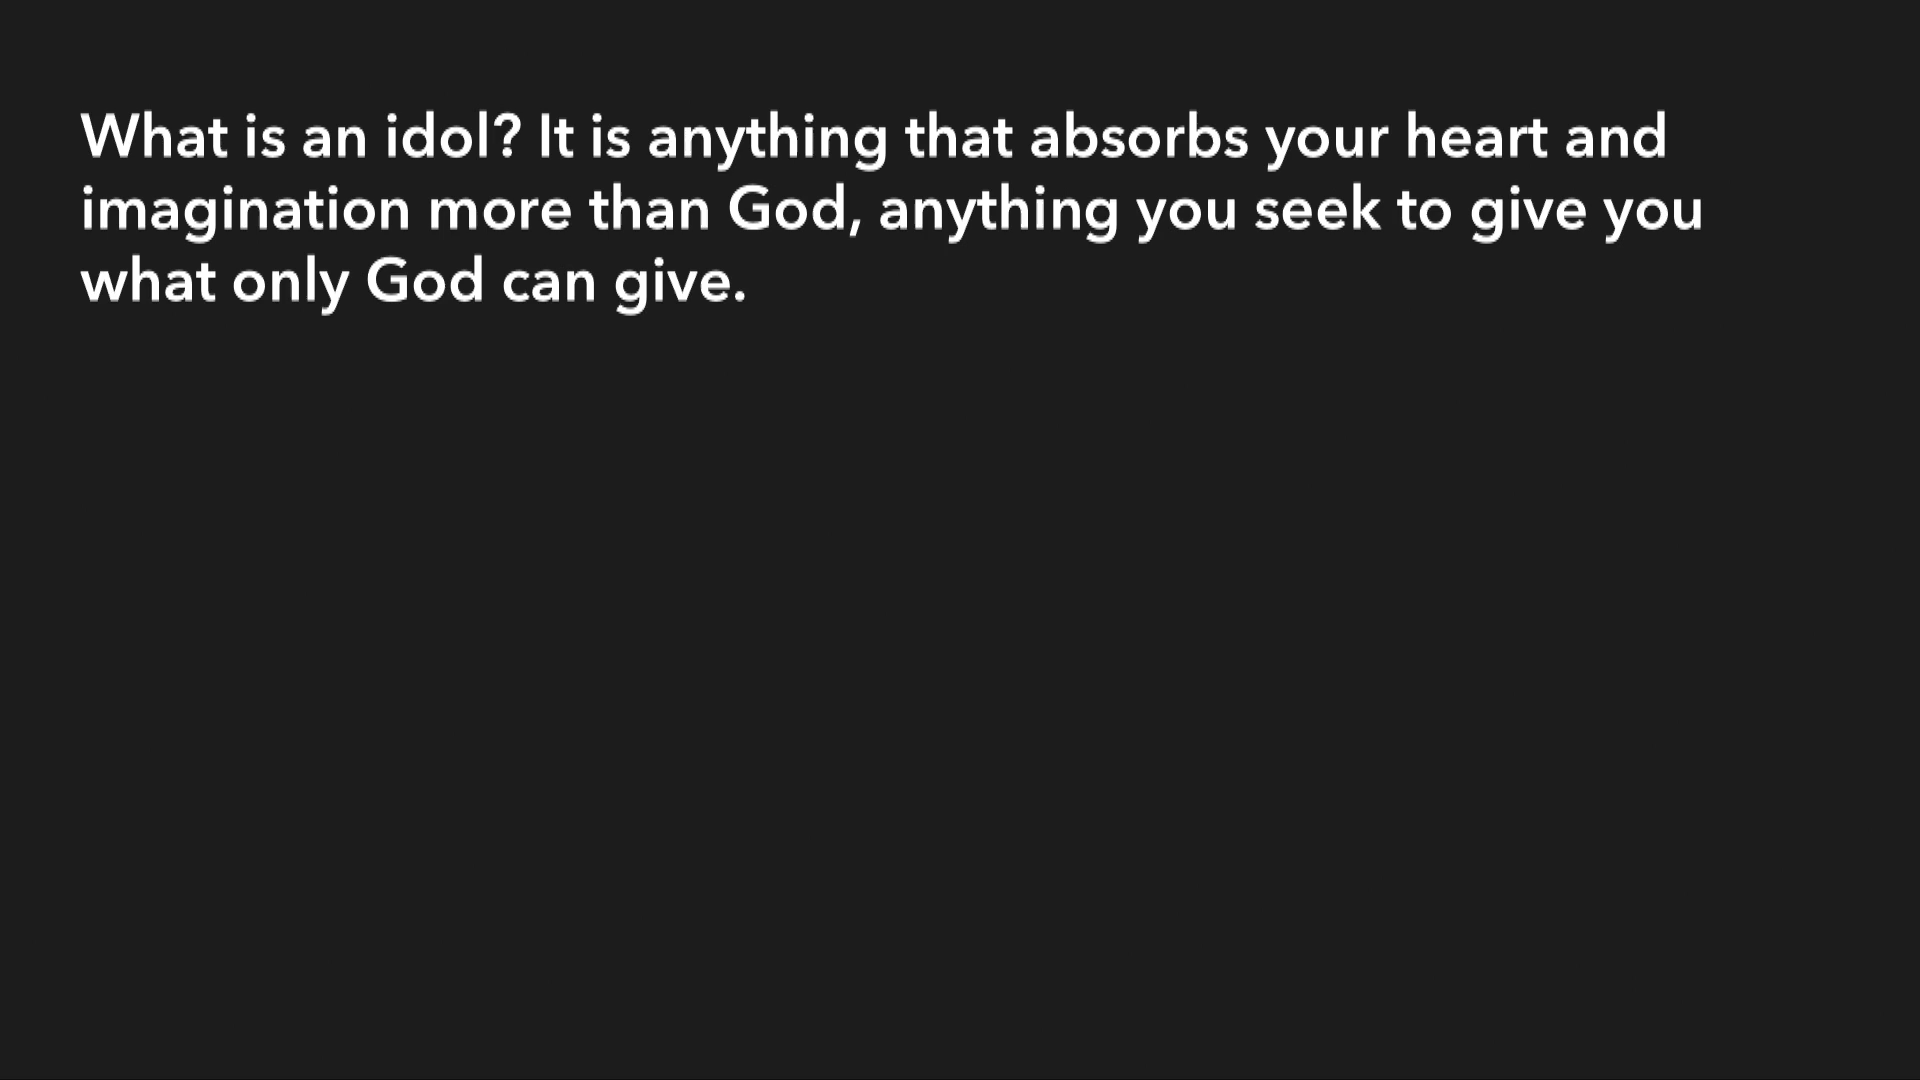 What is an idol? It is anything that absorbs your heart and
imagination more than God, anything you seek to give you
what only God can give.